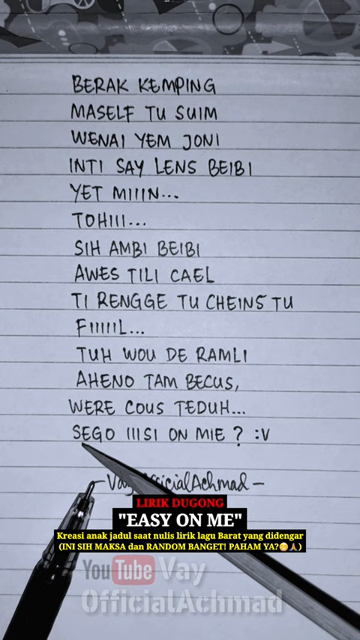 BERAK KEMPING
MASELF TU SUIM
WENAI YEM JONI
INTI SAY LENS BEIBI
YET MIIIN...
TOHIII...
SIH AMBI BEIBI
AWES TILI CAEL
TI RENGGE TU CHEINS TU
FIIIIIL...
TUH WOU DE RAMLI
AHENO TAM BECUS,
WERE COUS TEDUH...
SEGO IIISI ON MIE ? :V
-VayOfficialAchmad-
LIRIK DUGONG
"EASY ON ME"
Kreasi anak jadul saat nulis lirik lagu Barat yang didengar
(INI SIH MAKSA dan RANDOM BANGET! PAHAM YA?😁🙏)
YouTube Vay
OfficialAchmad